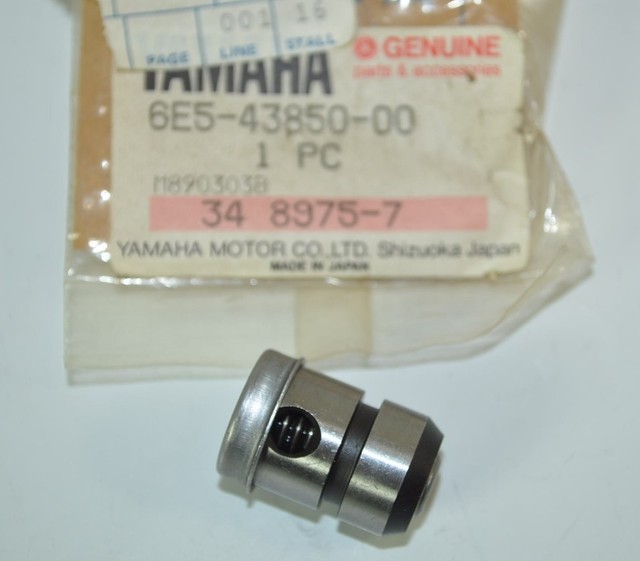 001 16
PAGE LINE STALL
YAMAHA GENUINE
parts & accessories
6E5-43850-00
1 PC
M890303B
34 8975-7
YAMAHA MOTOR CO.,LTD. Shizuoka Japan
MADE IN JAPAN